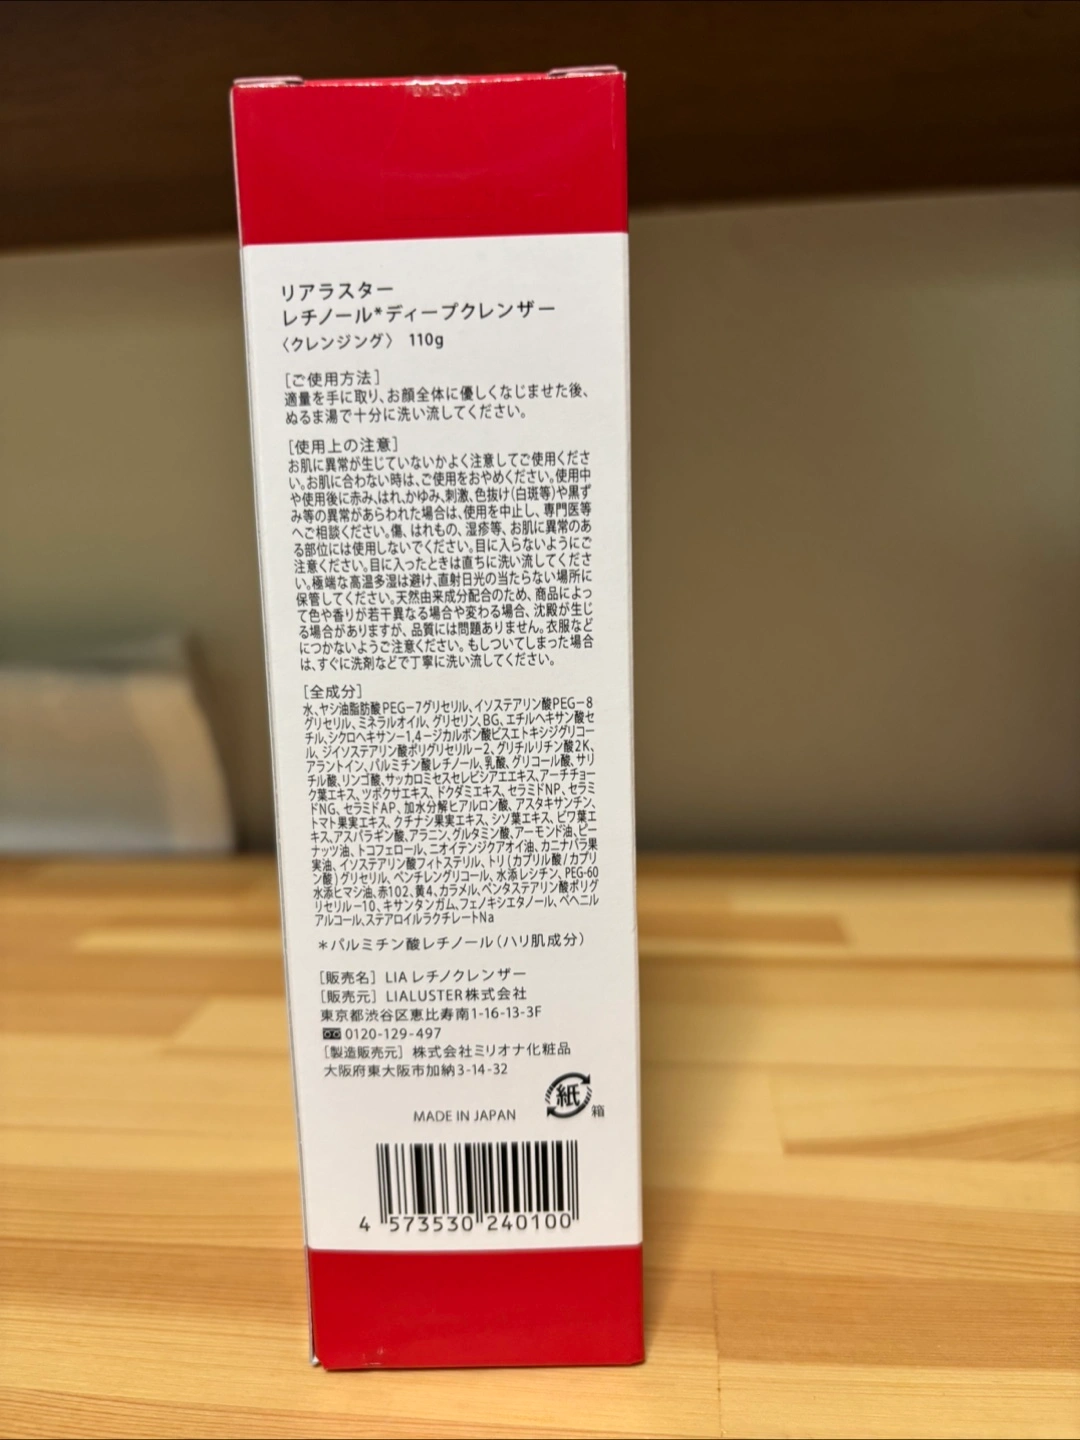 リアラスター
レチノール*ディープクレンザー
〈クレンジング〉 110g
［ご使用方法］
適量を手に取り、お顔全体に優しくなじませた後、
ぬるま湯で十分に洗い流してください。
［使用上の注意］
お肌に異常が生じていないかよく注意してご使用くださ
い。お肌に合わない時は、ご使用をおやめください。使用中
や使用後に赤み、はれ、かゆみ、刺激、色抜け(白斑等)や黒ず
み等の異常があらわれた場合は、使用を中止し、専門医等
へご相談ください。傷、はれもの、湿疹等、お肌に異常のあ
る部位には使用しないでください。目に入らないようにご
注意ください。目に入ったときは直ちに洗い流してくださ
い。極端な高温多湿は避け、直射日光の当たらない場所に
保管してください。天然由来成分配合のため、商品によっ
て色や香りが若干異なる場合や変わる場合、沈殿が生じ
る場合がありますが、品質には問題ありません。衣服など
につかないようご注意ください。もしついてしまった場合
は、すぐに洗剤などで丁寧に洗い流してください。
［全成分］
水、ヤシ油脂肪酸PEG-7グリセリル、イソステアリン酸PEG-8
グリセリル、ミネラルオイル、グリセリン、BG、エチルヘキサン酸セ
チル、シクロヘキサン-1,4-ジカルボン酸ビスエトキシジグリコー
ル、ジイソステアリン酸ポリグリセリル-2、グリチルリチン酸2K、
アラントイン、パルミチン酸レチノール、乳酸、グリコール酸、サリ
チル酸、リンゴ酸、サッカロミセスセレビシアエエキス、アーチチョー
ク葉エキス、ツボクサエキス、ドクダミエキス、セラミドNP、セラミ
ドNG、セラミドAP、加水分解ヒアルロン酸、アスタキサンチン、
トマト果実エキス、クチナシ果実エキス、シソ葉エキス、ビワ葉エ
キス、アスパラギン酸、アラニン、グルタミン酸、アーモンド油、ピー
ナッツ油、トコフェロール、ニオイテンジクアオイ油、カニナバラ果
実油、イソステアリン酸フィトステリル、トリ(カプリル酸/カプリ
ン酸)グリセリル、ペンチレングリコール、水添レシチン、PEG-60
水添ヒマシ油、赤102、黄4、カラメル、ペンタステアリン酸ポリグ
リセリル-10、キサンタンガム、フェノキシエタノール、ベヘニル
アルコール、ステアロイルラクチレートNa
*パルミチン酸レチノール(ハリ肌成分)
［販売名］ LIA レチノクレンザー
［販売元］ LIALUSTER株式会社
東京都渋谷区恵比寿南1-16-13-3F
0120-129-497
［製造販売元］ 株式会社ミリオナ化粧品
大阪府東大阪市加納3-14-32
紙
箱
MADE IN JAPAN
4 573530 240100